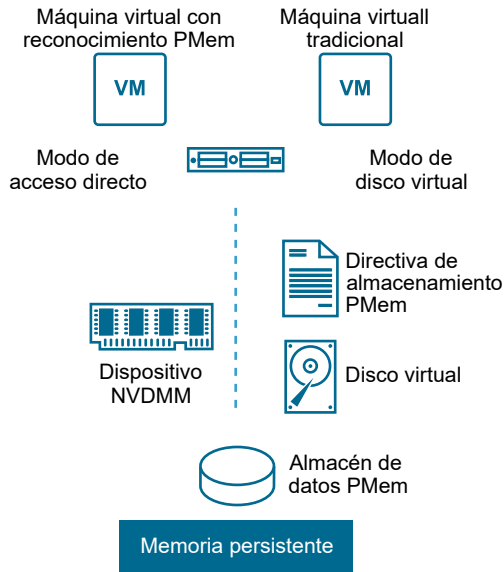 Máquina virtual con
reconocimiento PMem
Máquina virtuall
tradicional
VM
VM
Modo de
acceso directo
Modo de
disco virtual
Directiva de
almacenamiento
PMem
Dispositivo
NVDMM
Disco virtual
Almacén de
datos PMem
Memoria persistente